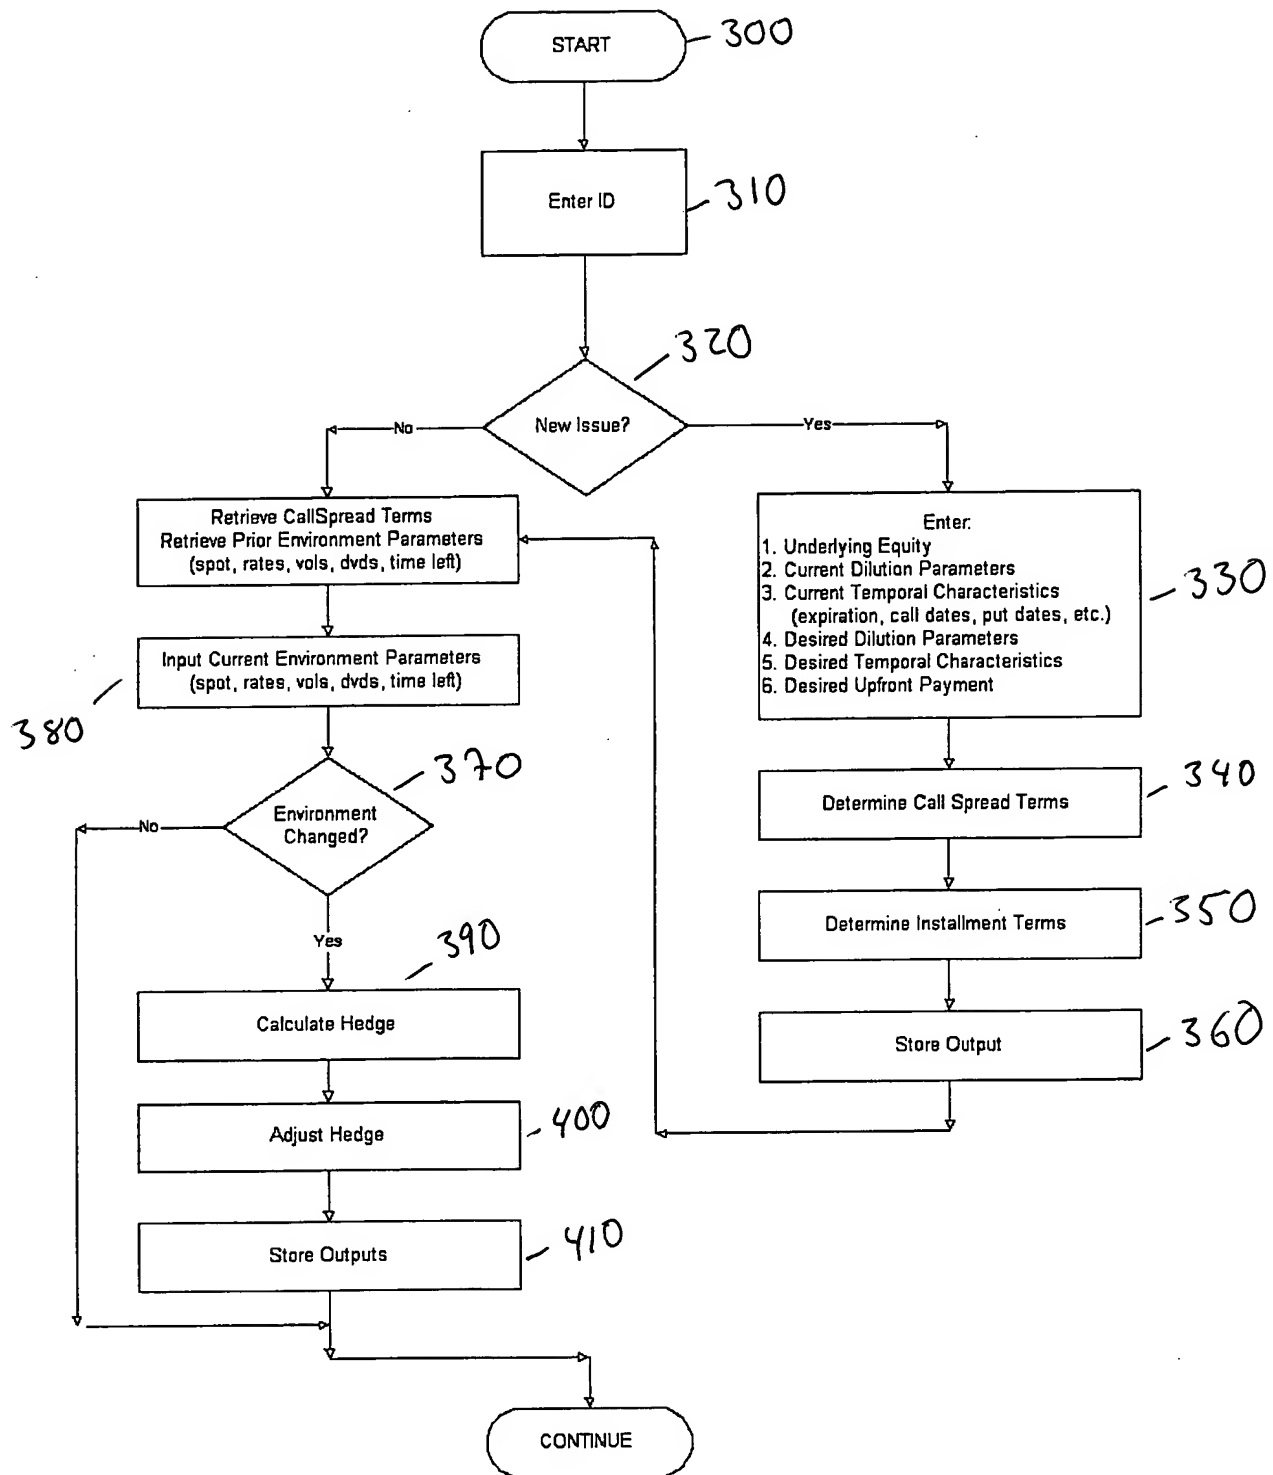 START
300
Enter ID
310
320
New Issue?
No
Yes
Retrieve CallSpread Terms
Retrieve Prior Environment Parameters
(spot, rates, vols, dvds, time left)
Enter:
1. Underlying Equity
2. Current Dilution Parameters
3. Current Temporal Characteristics
(expiration, call dates, put dates, etc.)
4. Desired Dilution Parameters
5. Desired Temporal Characteristics
6. Desired Upfront Payment
330
Input Current Environment Parameters
(spot, rates, vols, dvds, time left)
380
370
Environment
Changed?
No
Yes
Determine Call Spread Terms
340
Determine Installment Terms
350
390
Calculate Hedge
Store Output
360
Adjust Hedge
400
Store Outputs
410
CONTINUE